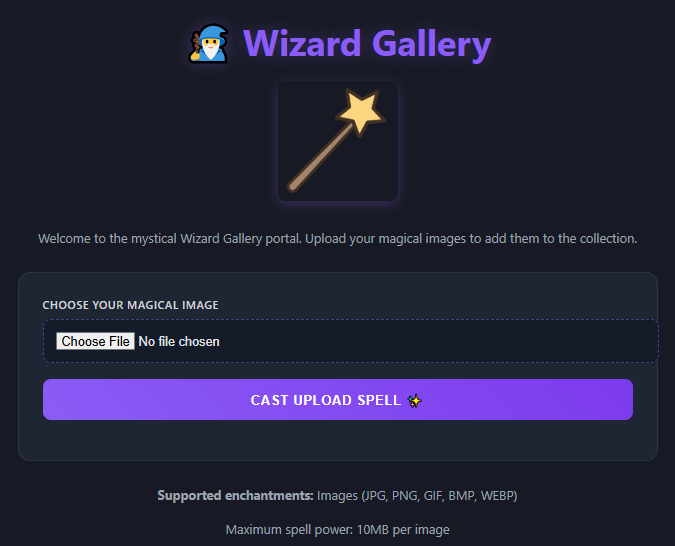 Wizard Gallery
Welcome to the mystical Wizard Gallery portal. Upload your magical images to add them to the collection.
CHOOSE YOUR MAGICAL IMAGE
Choose File No file chosen
CAST UPLOAD SPELL ✨
Supported enchantments: Images (JPG, PNG, GIF, BMP, WEBP)
Maximum spell power: 10MB per image